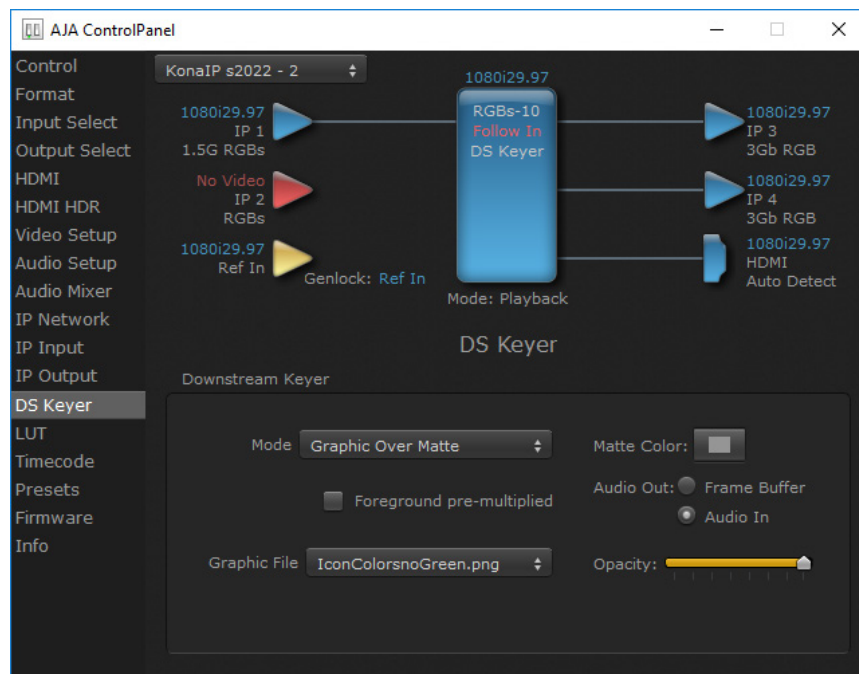 AJA ControlPanel
Control
Format
Input Select
Output Select
HDMI
HDMI HDR
Video Setup
Audio Setup
Audio Mixer
IP Network
IP Input
IP Output
DS Keyer
LUT
Timecode
Presets
Firmware
Info
KonaIP s2022 - 2
1080i29.97
IP 1
1.5G RGBs
No Video
IP 2
RGBs
1080i29.97
Ref In
Genlock: Ref In
1080i29.97
RGBs-10
Follow In
DS Keyer
Mode: Playback
1080i29.97
IP 3
3Gb RGB
1080i29.97
IP 4
3Gb RGB
1080i29.97
HDMI
Auto Detect
DS Keyer
Downstream Keyer
Mode Graphic Over Matte
Matte Color:
Foreground pre-multiplied
Audio Out: Frame Buffer
Audio In
Graphic File IconColorsnoGreen.png
Opacity: